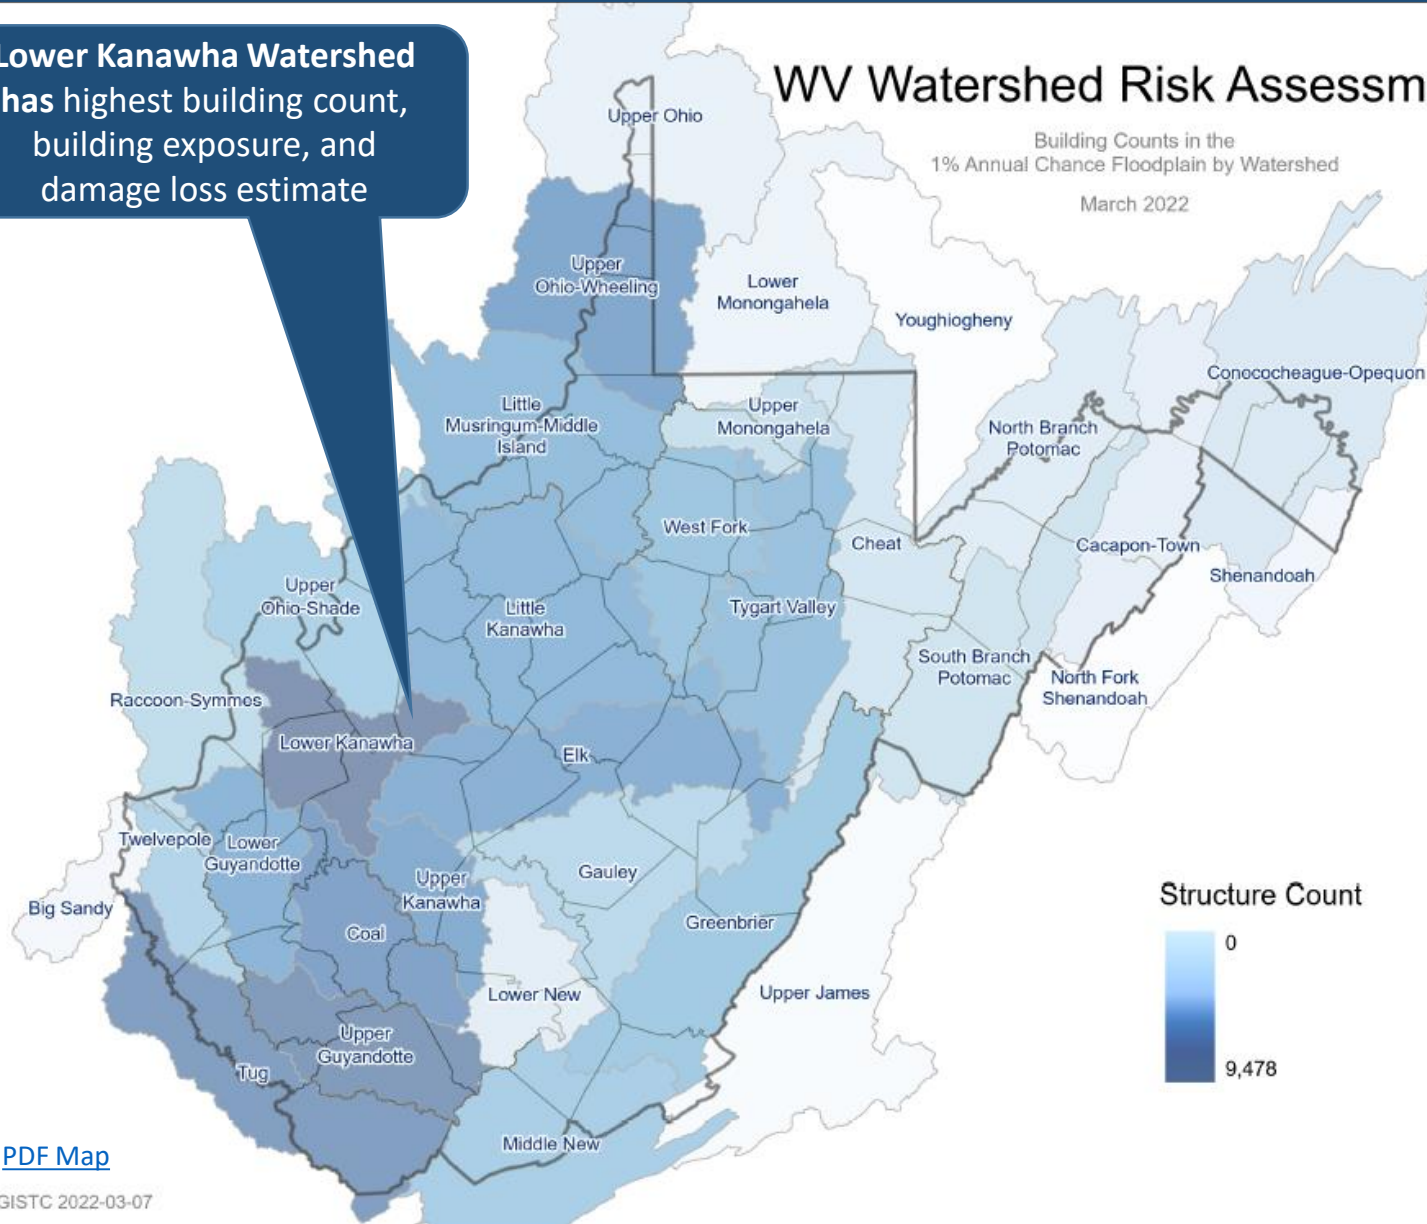 Lower Kanawha Watershed
has highest building count,
building exposure, and
damage loss estimate
WV Watershed Risk Assessm
Building Counts in the
1% Annual Chance Floodplain by Watershed
March 2022
Upper Ohio
Upper
Ohio-Wheeling
Lower
Monongahela
Youghiogheny
Conococheague-Opequon
Little
Musringum-Middle
Island
Upper
Monongahela
North Branch
Potomac
West Fork
Cheat
Cacapon-Town
Shenandoah
Upper
Ohio-Shade
Little
Kanawha
Tygart Valley
South Branch
Potomac
North Fork
Shenandoah
Raccoon-Symmes
Lower Kanawha
Elk
Twelvepole
Lower
Guyandotte
Gauley
Upper
Kanawha
Big Sandy
Coal
Greenbrier
Lower New
Upper James
Upper
Guyandotte
Tug
Middle New
Structure Count
0
9,478
PDF Map
GISTC 2022-03-07